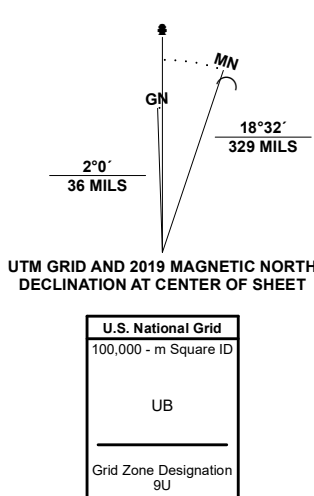 MN
GN
18°32´
329 MILS
2°0´
36 MILS
UTM GRID AND 2019 MAGNETIC NORTH
DECLINATION AT CENTER OF SHEET
U.S. National Grid
100,000 - m Square ID
UB
Grid Zone Designation
9U